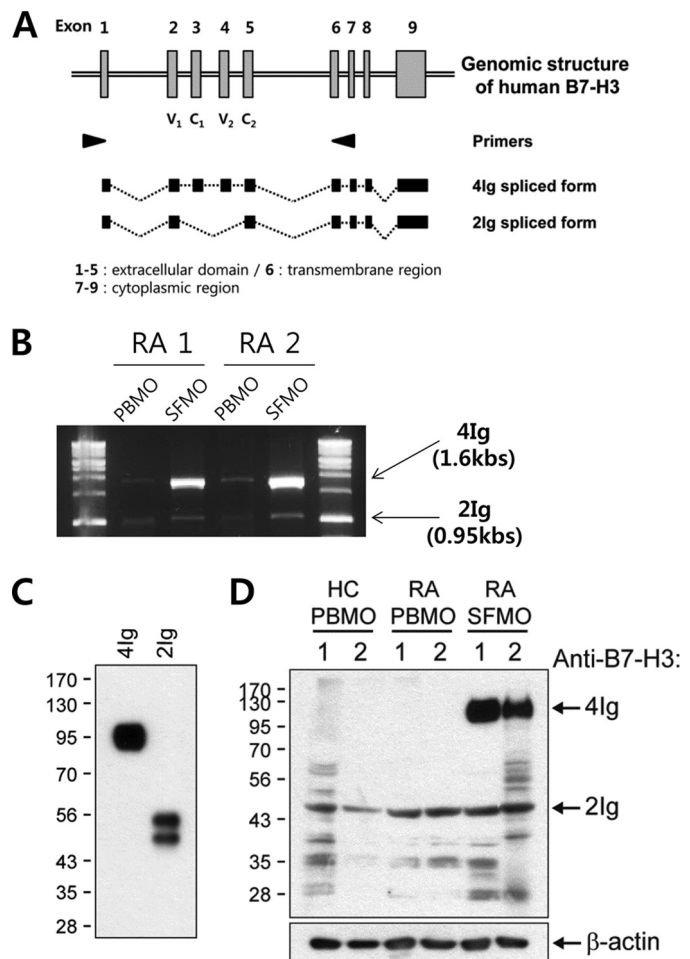 A
Exon 1 2 3 4 5 6 7 8 9
Genomic structure
of human B7-H3
V1 C1 V2 C2
Primers
4Ig spliced form
2Ig spliced form
1-5 : extracellular domain / 6 : transmembrane region
7-9 : cytoplasmic region
B
RA 1 RA 2
PBMO SFMO PBMO SFMO
4Ig
(1.6kbs)
2Ig
(0.95kbs)
C
4Ig 2Ig
170
130
95
70
56
43
35
28
D
HC RA RA
PBMO PBMO SFMO
1 2 1 2 1 2 Anti-B7-H3:
170
130
95
70
56
43
35
28
4Ig
2Ig
β-actin